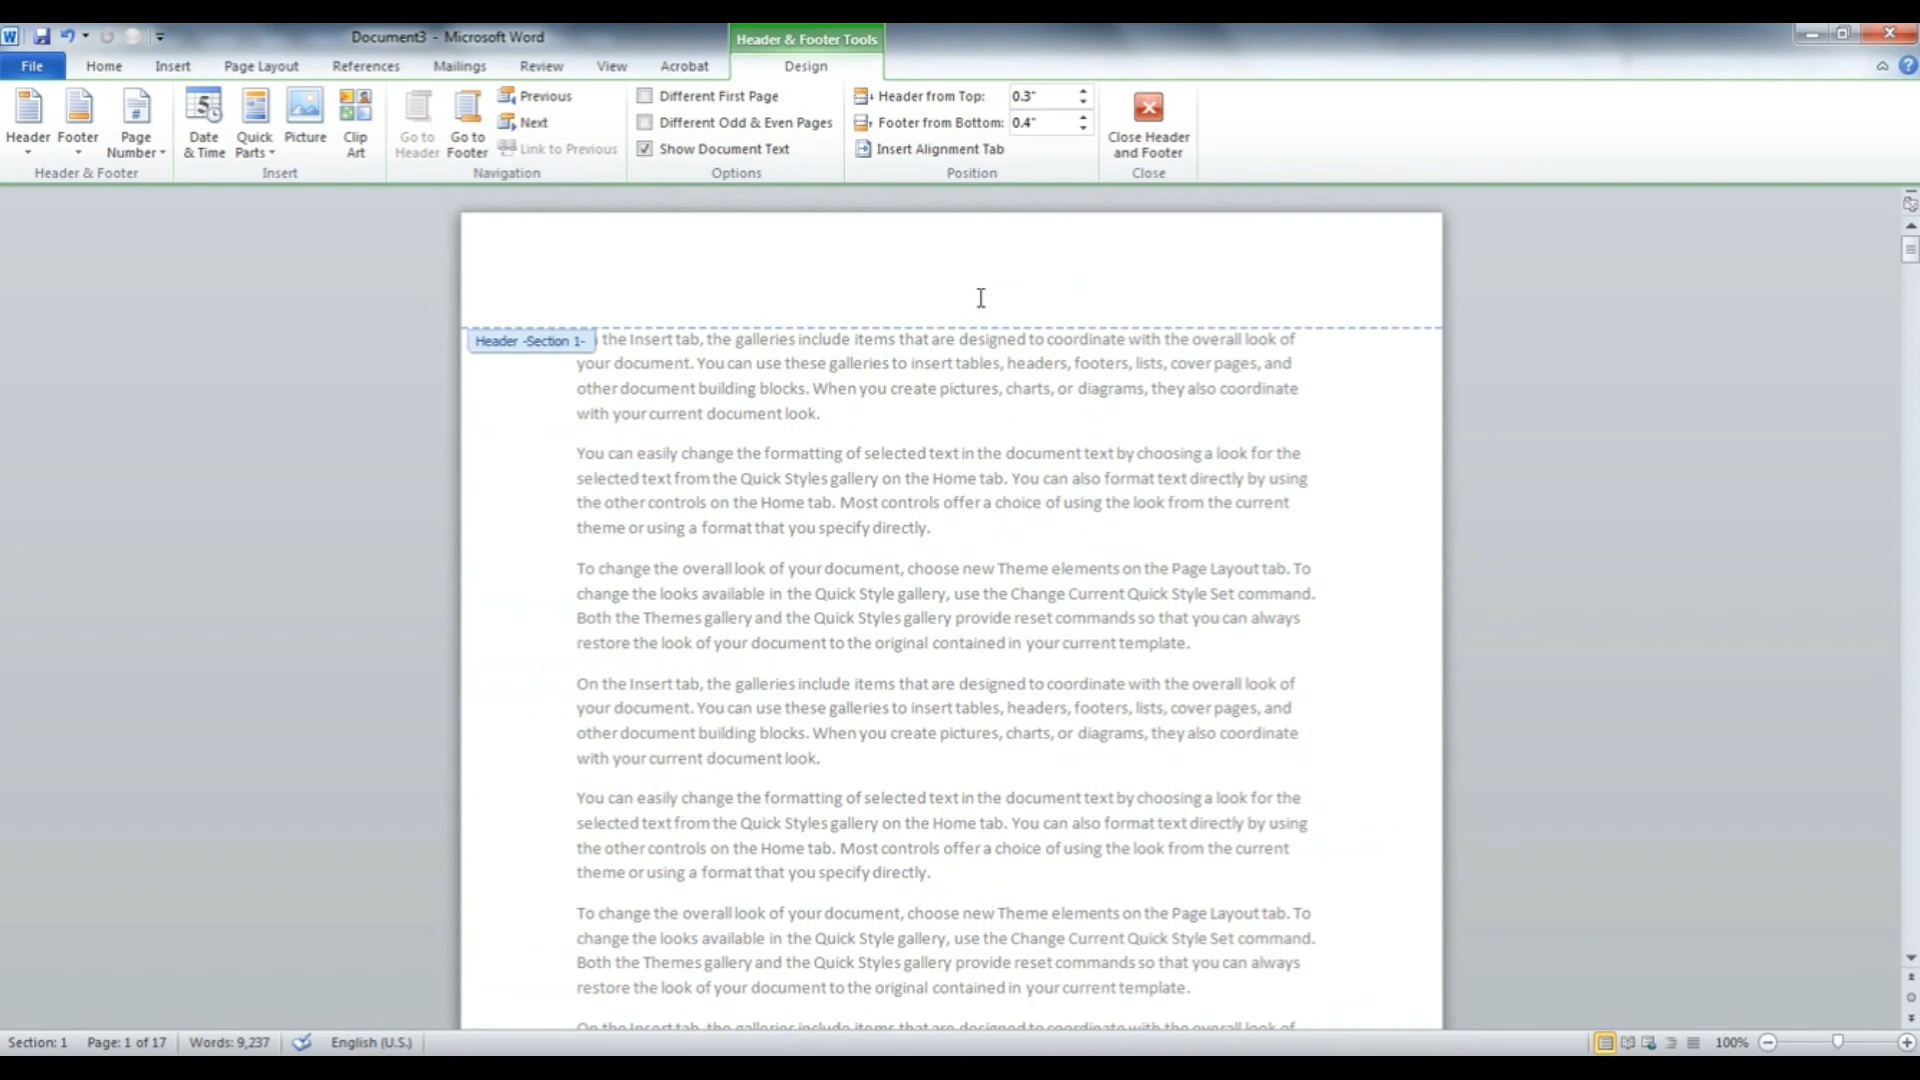 W
Document3 - Microsoft Word
Header & Footer Tools
File Home Insert Page Layout References Mailings Review View Acrobat Design
Header
Footer
Page Number
Date & Time
Quick Parts
Picture
Clip Art
Go to Header
Go to Footer
Previous
Next
Link to Previous
Different First Page
Different Odd & Even Pages
Show Document Text
Header from Top: 0.3"
Footer from Bottom: 0.4"
Insert Alignment Tab
Close Header and Footer
Header & Footer Insert Navigation Options Position Close
Header -Section 1-
the Insert tab, the galleries include items that are designed to coordinate with the overall look of
your document. You can use these galleries to insert tables, headers, footers, lists, cover pages, and
other document building blocks. When you create pictures, charts, or diagrams, they also coordinate
with your current document look.
You can easily change the formatting of selected text in the document text by choosing a look for the
selected text from the Quick Styles gallery on the Home tab. You can also format text directly by using
the other controls on the Home tab. Most controls offer a choice of using the look from the current
theme or using a format that you specify directly.
To change the overall look of your document, choose new Theme elements on the Page Layout tab. To
change the looks available in the Quick Style gallery, use the Change Current Quick Style Set command.
Both the Themes gallery and the Quick Styles gallery provide reset commands so that you can always
restore the look of your document to the original contained in your current template.
On the Insert tab, the galleries include items that are designed to coordinate with the overall look of
your document. You can use these galleries to insert tables, headers, footers, lists, cover pages, and
other document building blocks. When you create pictures, charts, or diagrams, they also coordinate
with your current document look.
You can easily change the formatting of selected text in the document text by choosing a look for the
selected text from the Quick Styles gallery on the Home tab. You can also format text directly by using
the other controls on the Home tab. Most controls offer a choice of using the look from the current
theme or using a format that you specify directly.
To change the overall look of your document, choose new Theme elements on the Page Layout tab. To
change the looks available in the Quick Style gallery, use the Change Current Quick Style Set command.
Both the Themes gallery and the Quick Styles gallery provide reset commands so that you can always
restore the look of your document to the original contained in your current template.
On the Insert tab, the galleries include items that are designed to coordinate with the overall look of
Section: 1 Page: 1 of 17 Words: 9,237 English (U.S.) 100%